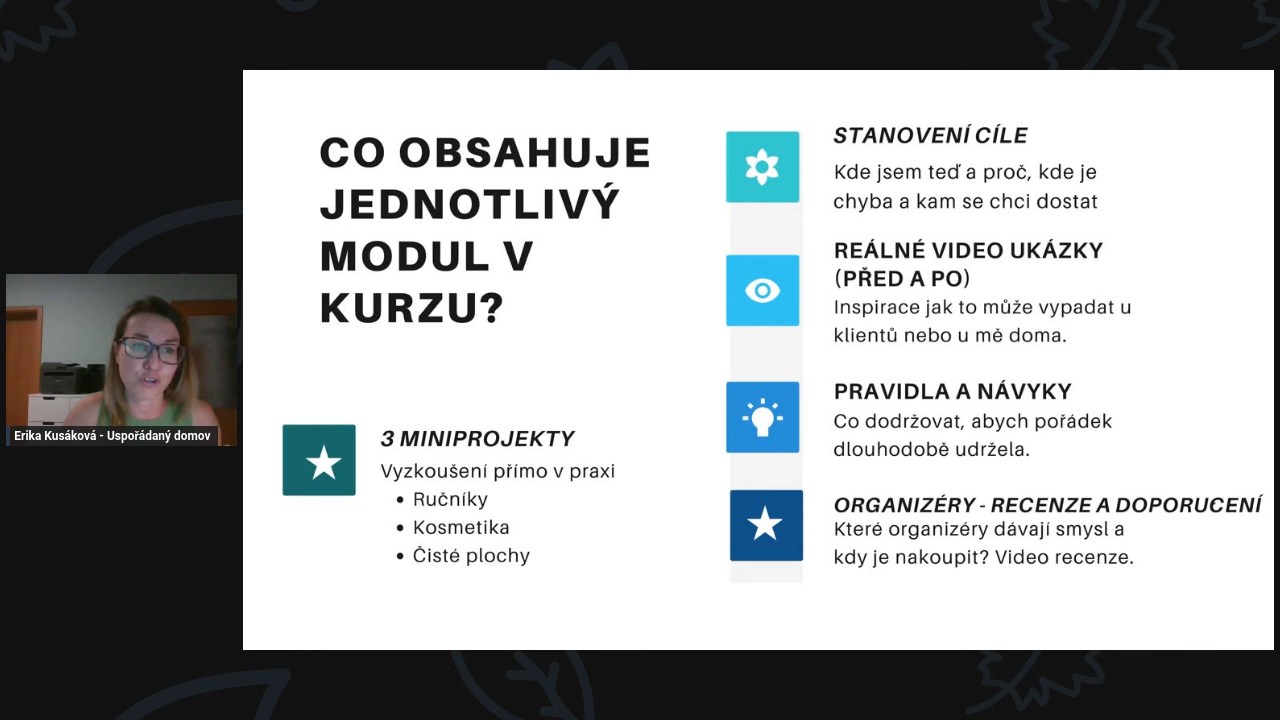 CO OBSAHUJE
JEDNOTLIVÝ
MODUL V
KURZU?
3 MINIPROJEKTY
Vyzkoušení přímo v praxi
• Ručníky
• Kosmetika
• Čisté plochy
STANOVENÍ CÍLE
Kde jsem teď a proč, kde je
chyba a kam se chci dostat
REÁLNÉ VIDEO UKÁZKY
(PŘED A PO)
Inspirace jak to může vypadat u
klientů nebo u mě doma.
PRAVIDLA A NÁVYKY
Co dodržovat, abych pořádek
dlouhodobě udržela.
ORGANIZÉRY - RECENZE A DOPORUCENÍ
Které organizéry dávají smysl a
kdy je nakoupit? Video recenze.
Erika Kusáková - Uspořádaný domov